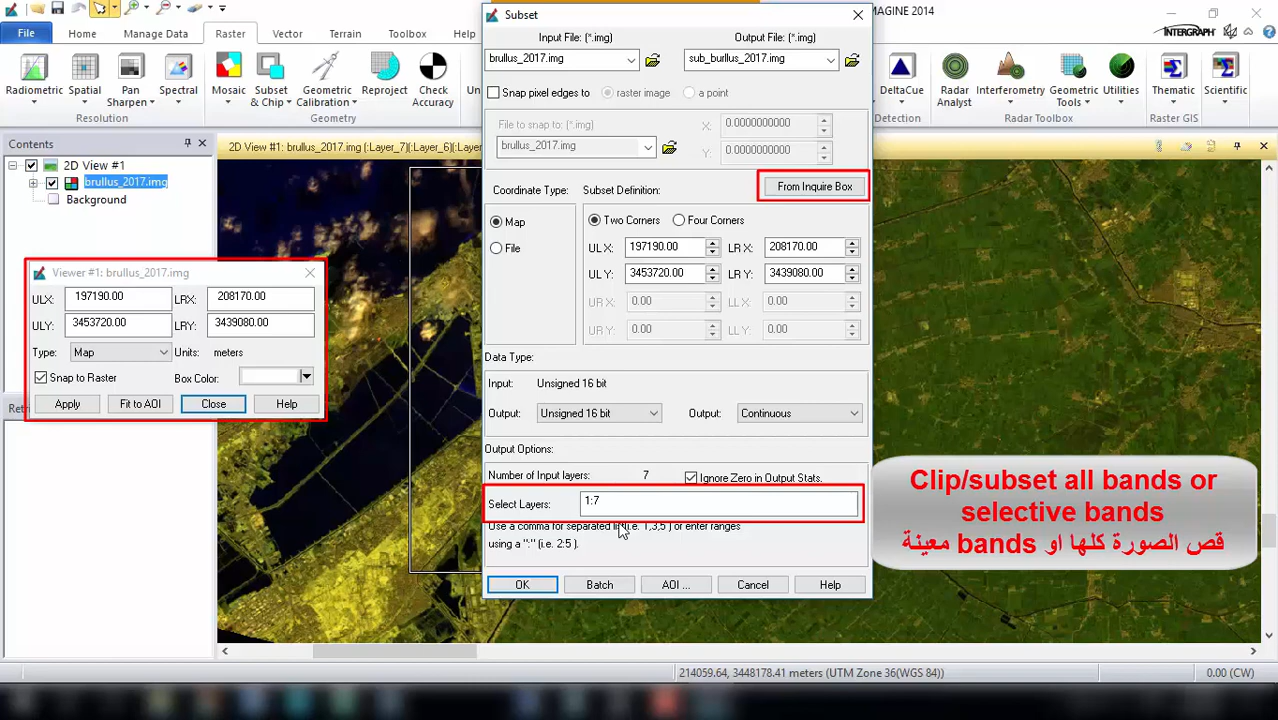 IMAGINE 2014
File
Home
Manage Data
Raster
Vector
Terrain
Toolbox
Help
INTERGRAPH
Radiometric
Spatial
Pan
Sharpen
Spectral
Mosaic
Subset
& Chip
Geometric
Calibration
Reproject
Check
Accuracy
DeltaCue
Radar
Analyst
Interferometry
Geometric
Tools
Utilities
Thematic
Scientific
Resolution
Geometry
Detection
Radar Toolbox
Raster GIS
Contents
2D View #1
brullus_2017.img
Background
2D View #1: brullus_2017.img (:Layer_7)(:Layer_6)(:Layer_
Viewer #1: brullus_2017.img
ULX: 197190.00 LRX: 208170.00
ULY: 3453720.00 LRY: 3439080.00
Type: Map Units: meters
Snap to Raster Box Color:
Apply Fit to AOI Close Help
Subset
Input File: (*.img) Output File: (*.img)
brullus_2017.img sub_burllus_2017.img
Snap pixel edges to raster image a point
File to snap to: (*.img) X: 0.0000000000
brullus_2017.img Y: 0.0000000000
Coordinate Type: Subset Definition: From Inquire Box
Map Two Corners Four Corners
File ULX: 197190.00 LR X: 208170.00
UL Y: 3453720.00 LR Y: 3439080.00
UR X: 0.00 LL X: 0.00
UR Y: 0.00 LL Y: 0.00
Data Type:
Input: Unsigned 16 bit
Output: Unsigned 16 bit Output: Continuous
Output Options:
Number of Input layers: 7 Ignore Zero in Output Stats.
Select Layers: 1:7
Use a comma for separated list(i.e. 1,3,5 ) or enter ranges
using a ":" (i.e. 2:5 ).
OK Batch AOI ... Cancel Help
Clip/subset all bands or
selective bands
قص الصورة كلها او bands معينة
214059.64, 3448178.41 meters (UTM Zone 36(WGS 84))
0.00 (CW)